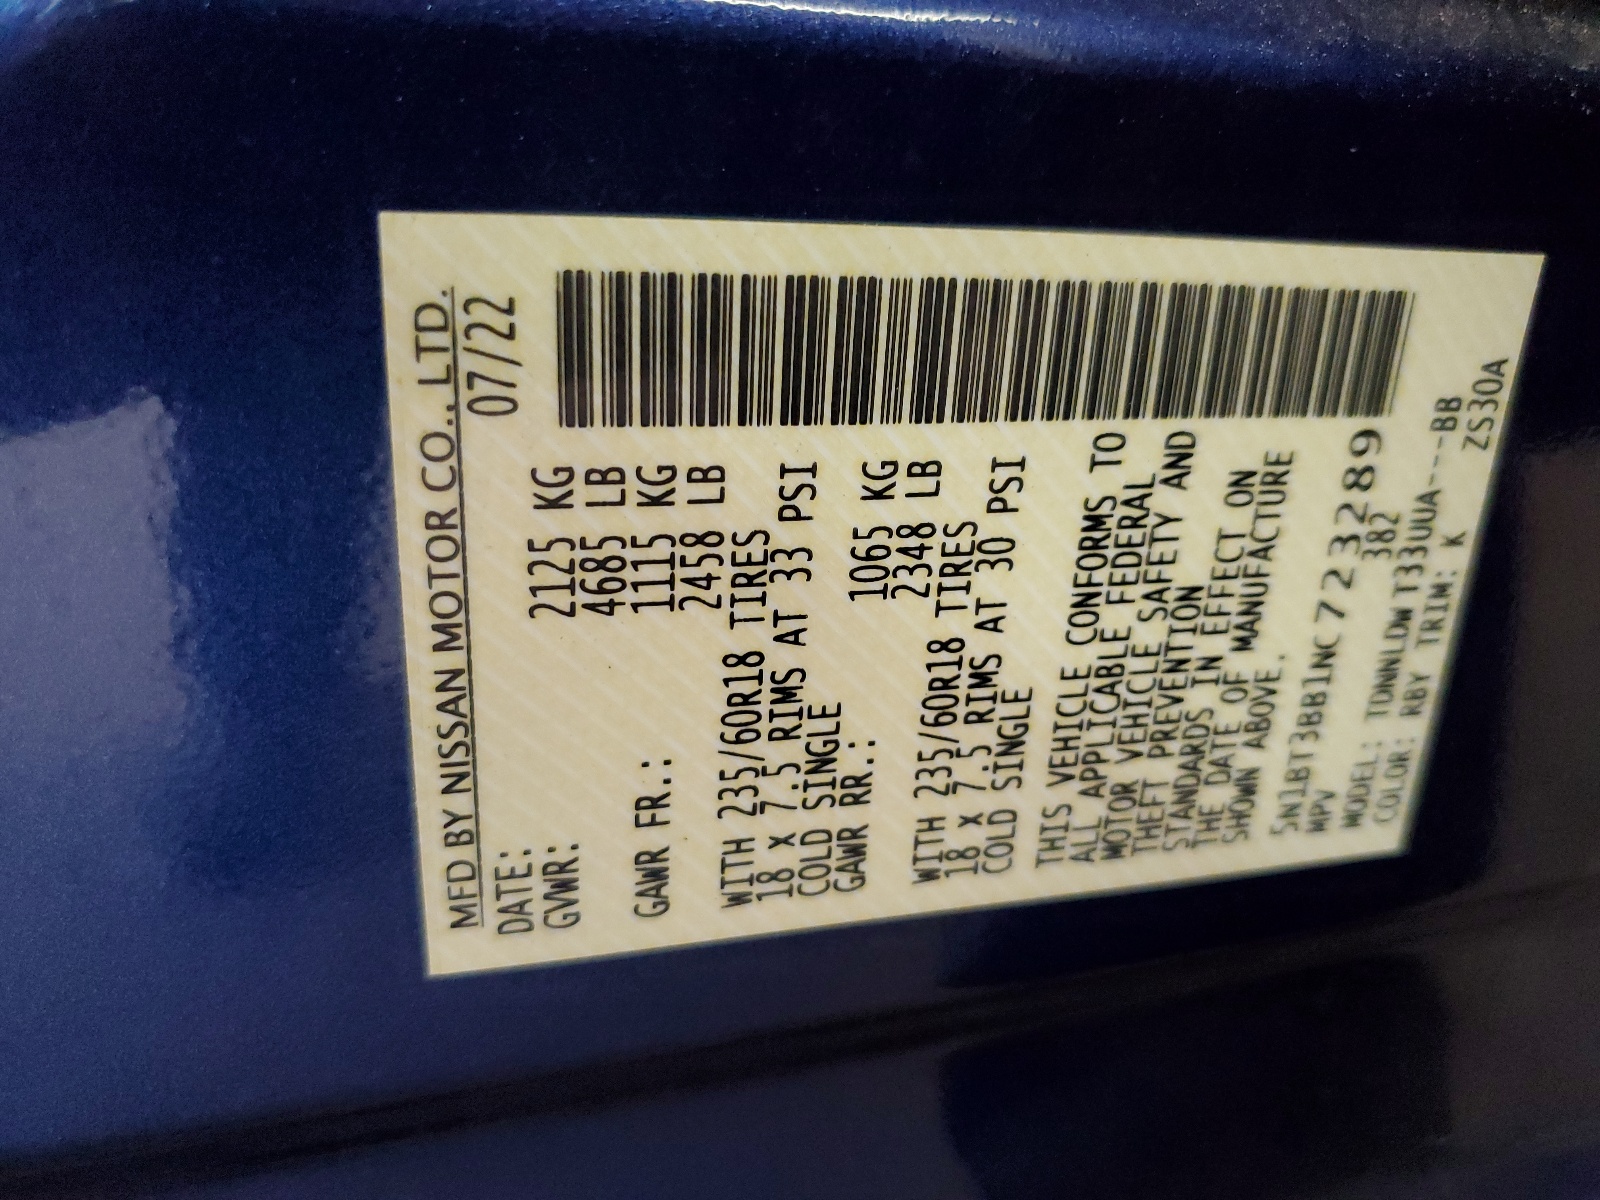 MFD BY NISSAN MOTOR CO., LTD.
DATE: 07/22
GVWR: 2125 KG
4685 LB
GAWR FR.: 1115 KG
2458 LB
WITH 235/60R18 TIRES
18 X 7.5 RIMS AT 33 PSI
COLD SINGLE
GAWR RR.: 1065 KG
2348 LB
WITH 235/60R18 TIRES
18 X 7.5 RIMS AT 30 PSI
COLD SINGLE
THIS VEHICLE CONFORMS TO
ALL APPLICABLE FEDERAL
MOTOR VEHICLE SAFETY AND
THEFT PREVENTION
STANDARDS IN EFFECT ON
THE DATE OF MANUFACTURE
SHOWN ABOVE.
5N1BT3BB1NC723289
MPV 382
MODEL: TDNNLDWT33UUA---BB
COLOR: RBY TRIM: K ZS30A